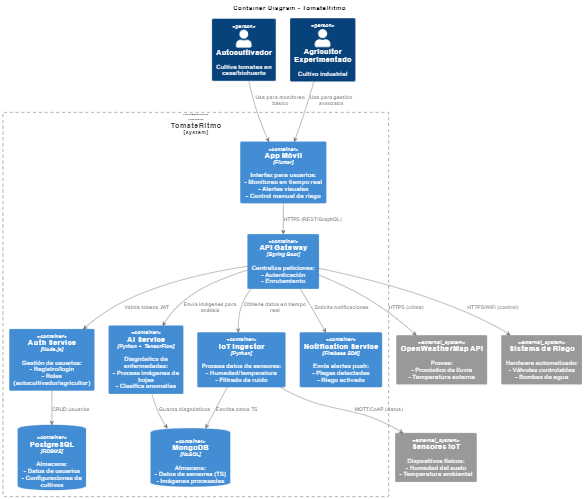 Container Diagram - TomateRitmo
«person»
Autocultivador
Cultiva tomates en
casa/biohuerto
«person»
Agricultor
Experimentado
Cultivo industrial
Usa para monitoreo
básico
Usa para gestión
avanzada
TomateRitmo
[system]
«container»
App Móvil
[Flutter]
Interfaz para usuarios:
- Monitoreo en tiempo real
- Alertas visuales
- Control manual de riego
HTTPS (REST/GraphQL)
«container»
API Gateway
[Spring Boot]
Centraliza peticiones:
- Autenticación
- Enrutamiento
Valida tokens JWT
Envía imágenes para
análisis
Obtiene datos en tiempo
real
Solicita notificaciones
HTTPS (clima)
HTTPS/WiFi (control)
«container»
Auth Service
[Node.js]
Gestión de usuarios:
- Registro/login
- Roles
(autocultivador/agricultor)
«container»
AI Service
[Python + TensorFlow]
Diagnóstico de
enfermedades:
- Procesa imágenes de
hojas
- Clasifica anomalías
«container»
IoT Ingestor
[Python]
Procesa datos de sensores:
- Humedad/temperatura
- Filtrado de ruido
«container»
Notification Service
[Firebase SDK]
Envía alertas push:
- Plagas detectadas
- Riego activado
«external_system»
OpenWeatherMap API
Provee:
- Pronóstico de lluvia
- Temperatura externa
«external_system»
Sistema de Riego
Hardware automatizado:
- Válvulas controlables
- Bombas de agua
CRUD usuarios
Guarda diagnósticos
Escribe datos TS
MQTT/CoAP (datos)
«container»
PostgreSQL
[RDBMS]
Almacena:
- Datos de usuarios
- Configuraciones de
cultivos
«container»
MongoDB
[NoSQL]
Almacena:
- Datos de sensores (TS)
- Imágenes procesadas
«external_system»
Sensores IoT
Dispositivos físicos:
- Humedad del suelo
- Temperatura ambiental